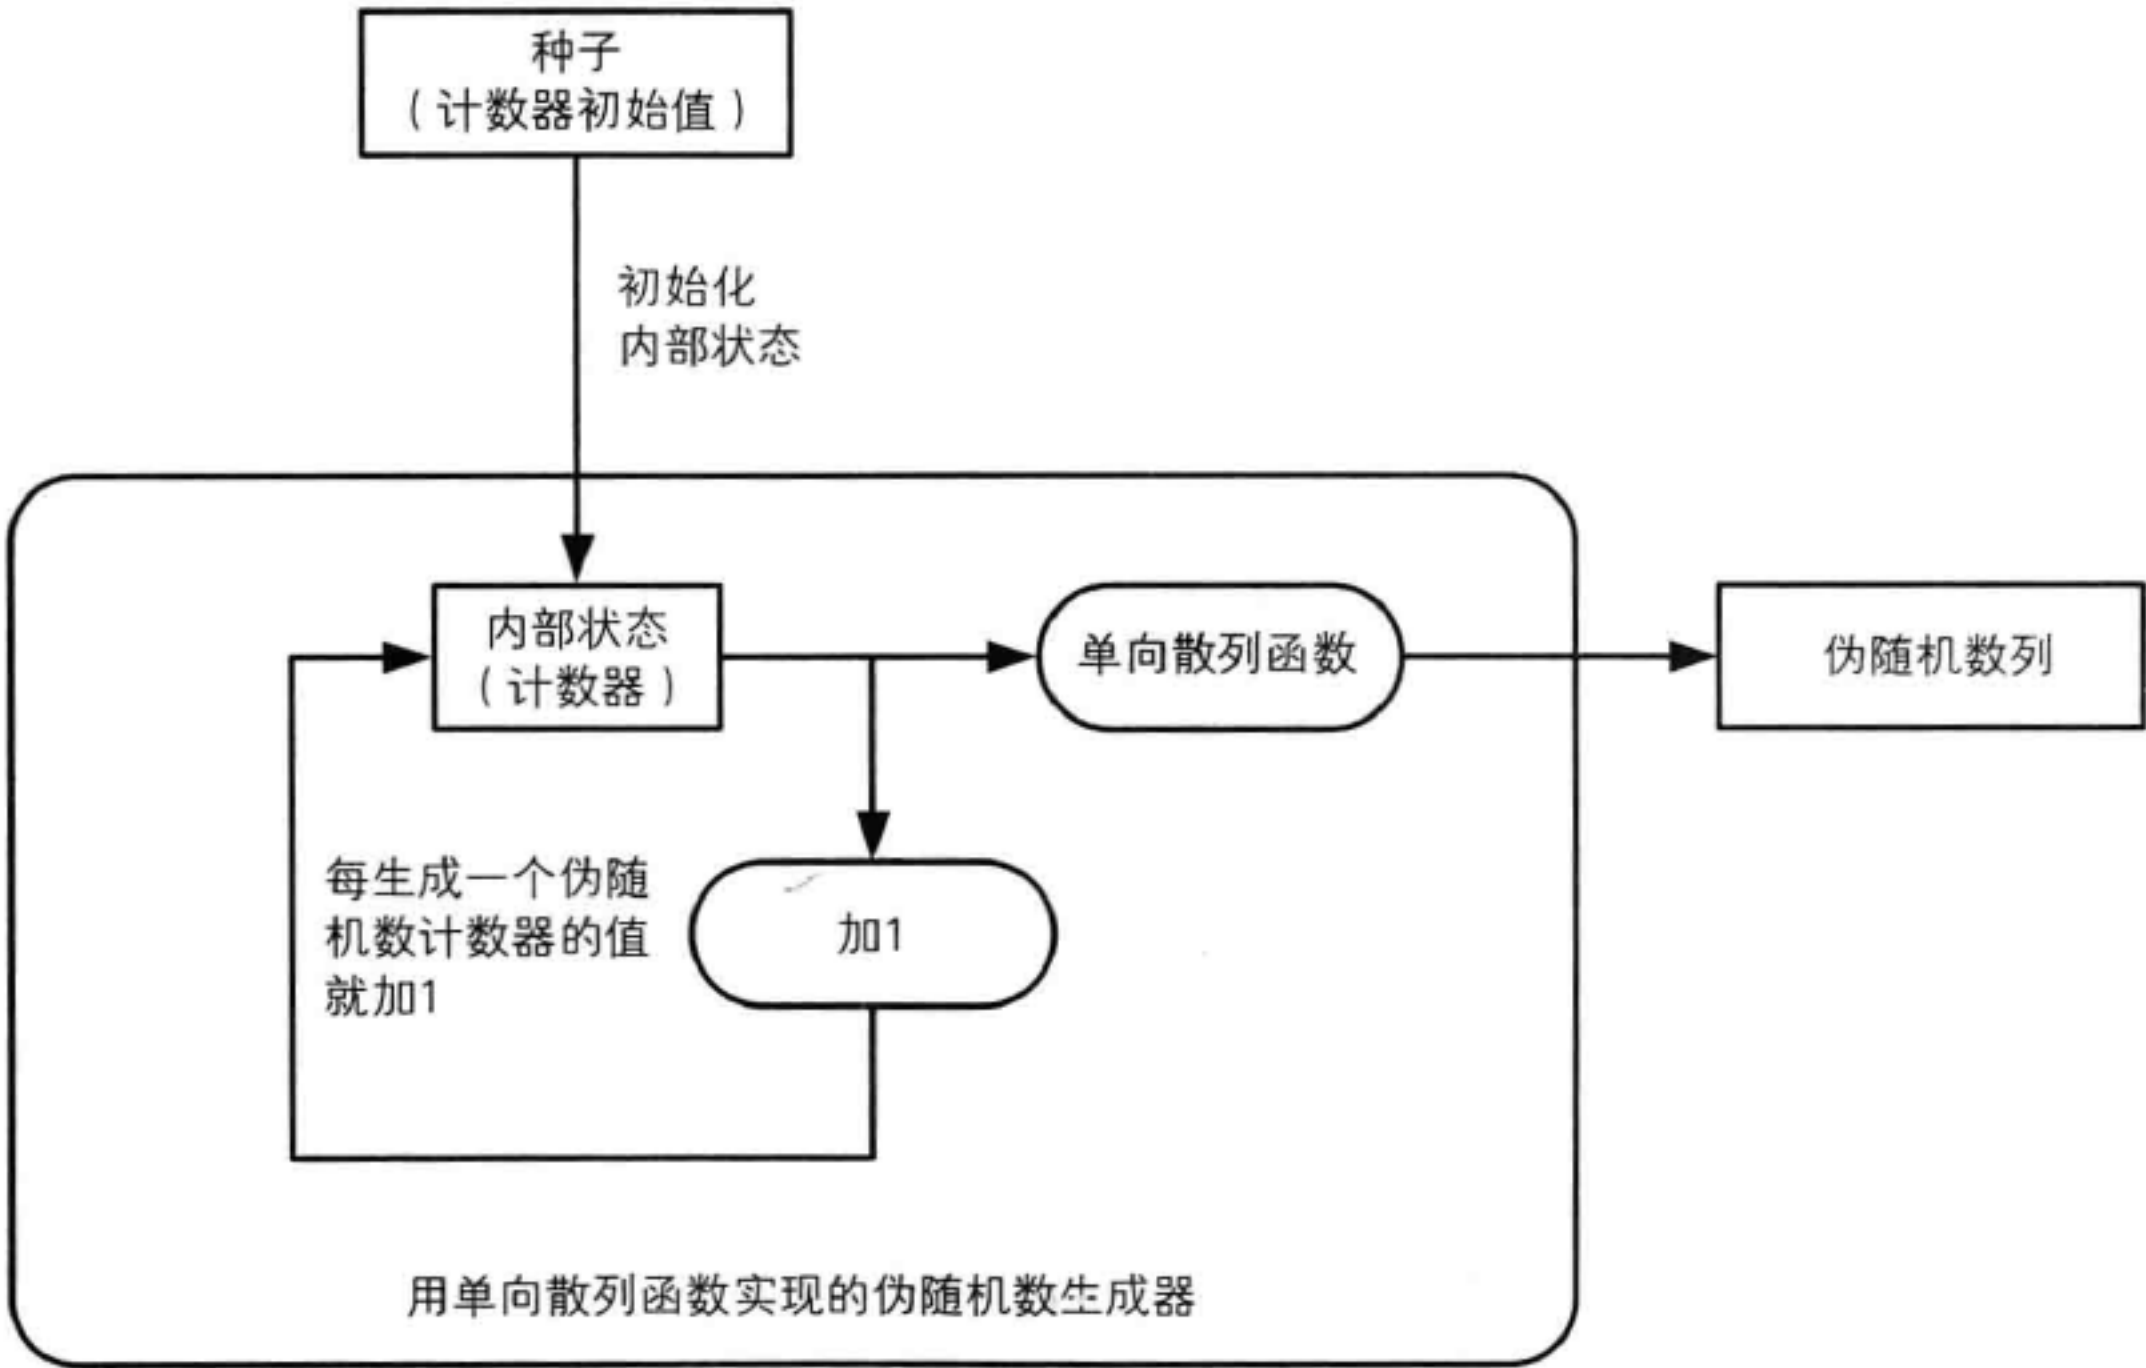 种子
（计数器初始值）
初始化
内部状态
内部状态
（计数器）
单向散列函数
伪随机数列
每生成一个伪随
机数计数器的值
就加1
加1
用单向散列函数实现的伪随机数生成器